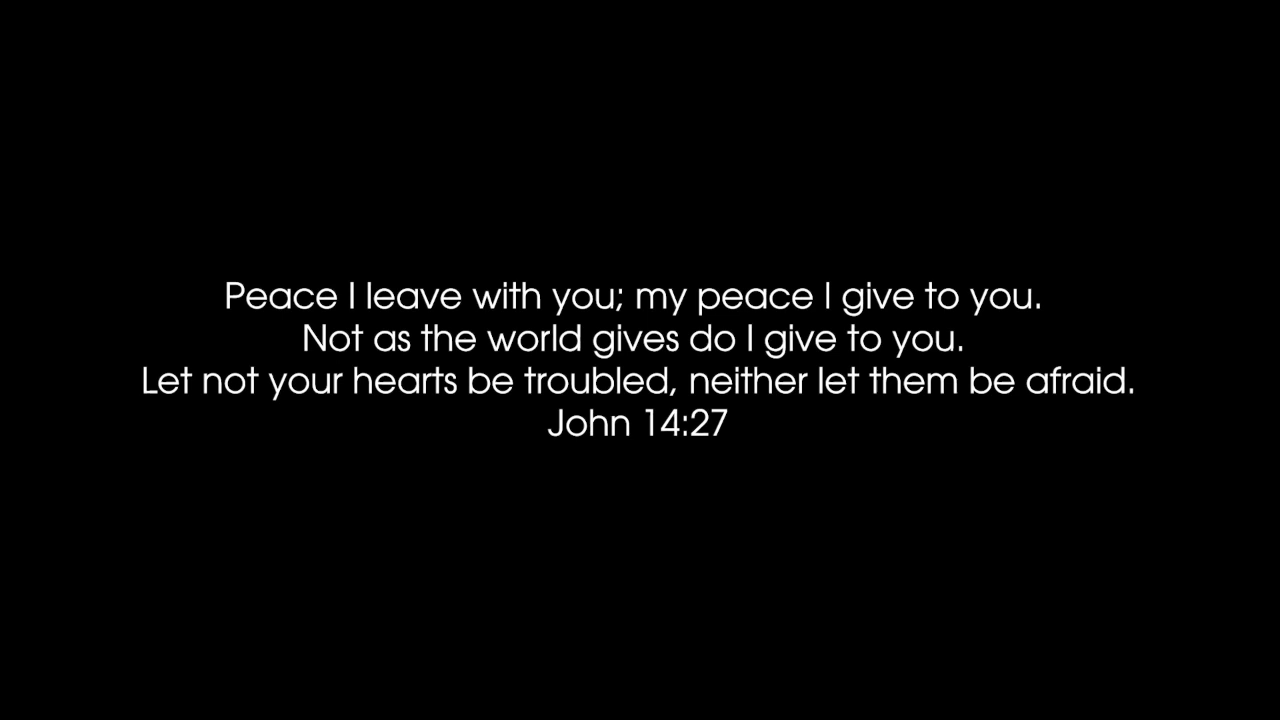 Peace I leave with you; my peace I give to you.
Not as the world gives do I give to you.
Let not your hearts be troubled, neither let them be afraid.
John 14:27